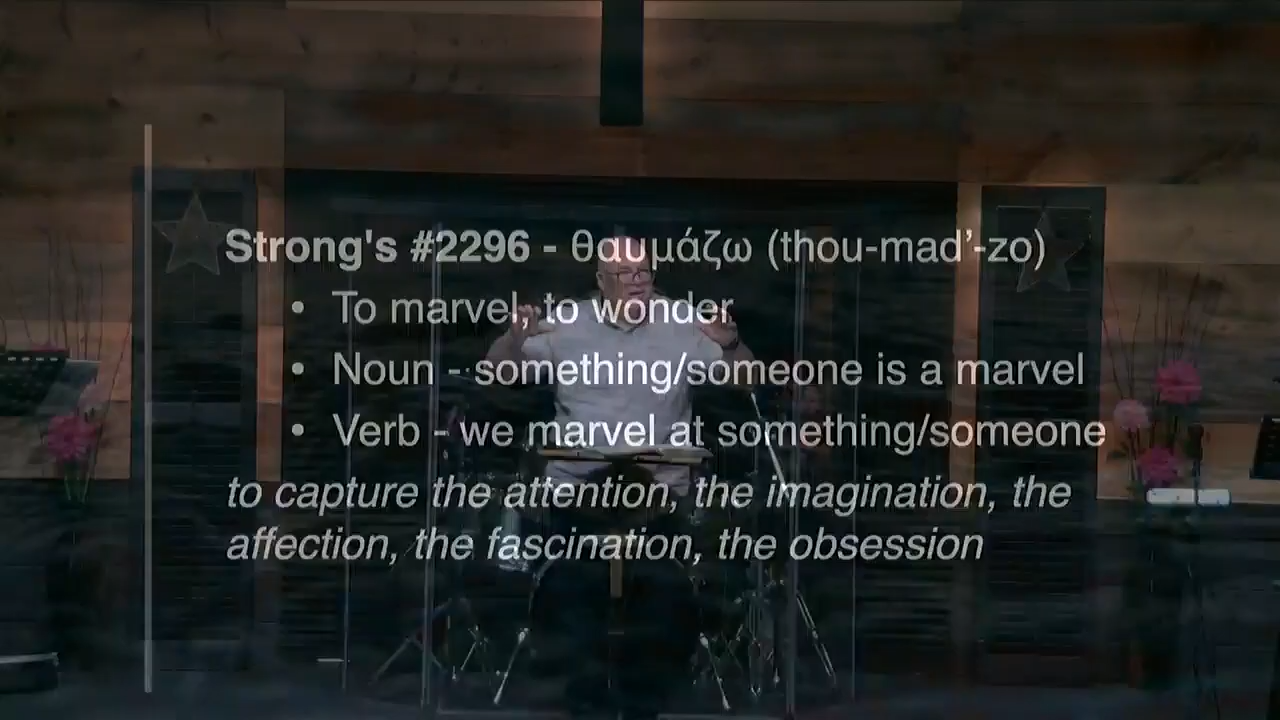 Strong's #2296 - θαυμάζω (thou-mad’-zo)
• To marvel, to wonder
• Noun - something/someone is a marvel
• Verb - we marvel at something/someone
to capture the attention, the imagination, the
affection, the fascination, the obsession